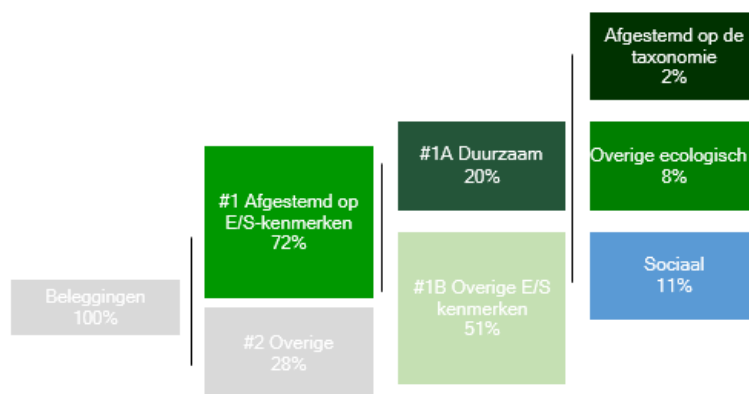 Beleggingen
100%
#1 Afgestemd op
E/S-kenmerken
72%
#2 Overige
28%
#1A Duurzaam
20%
#1B Overige E/S
kenmerken
51%
Afgestemd op de
taxonomie
2%
Overige ecologisch
8%
Sociaal
11%